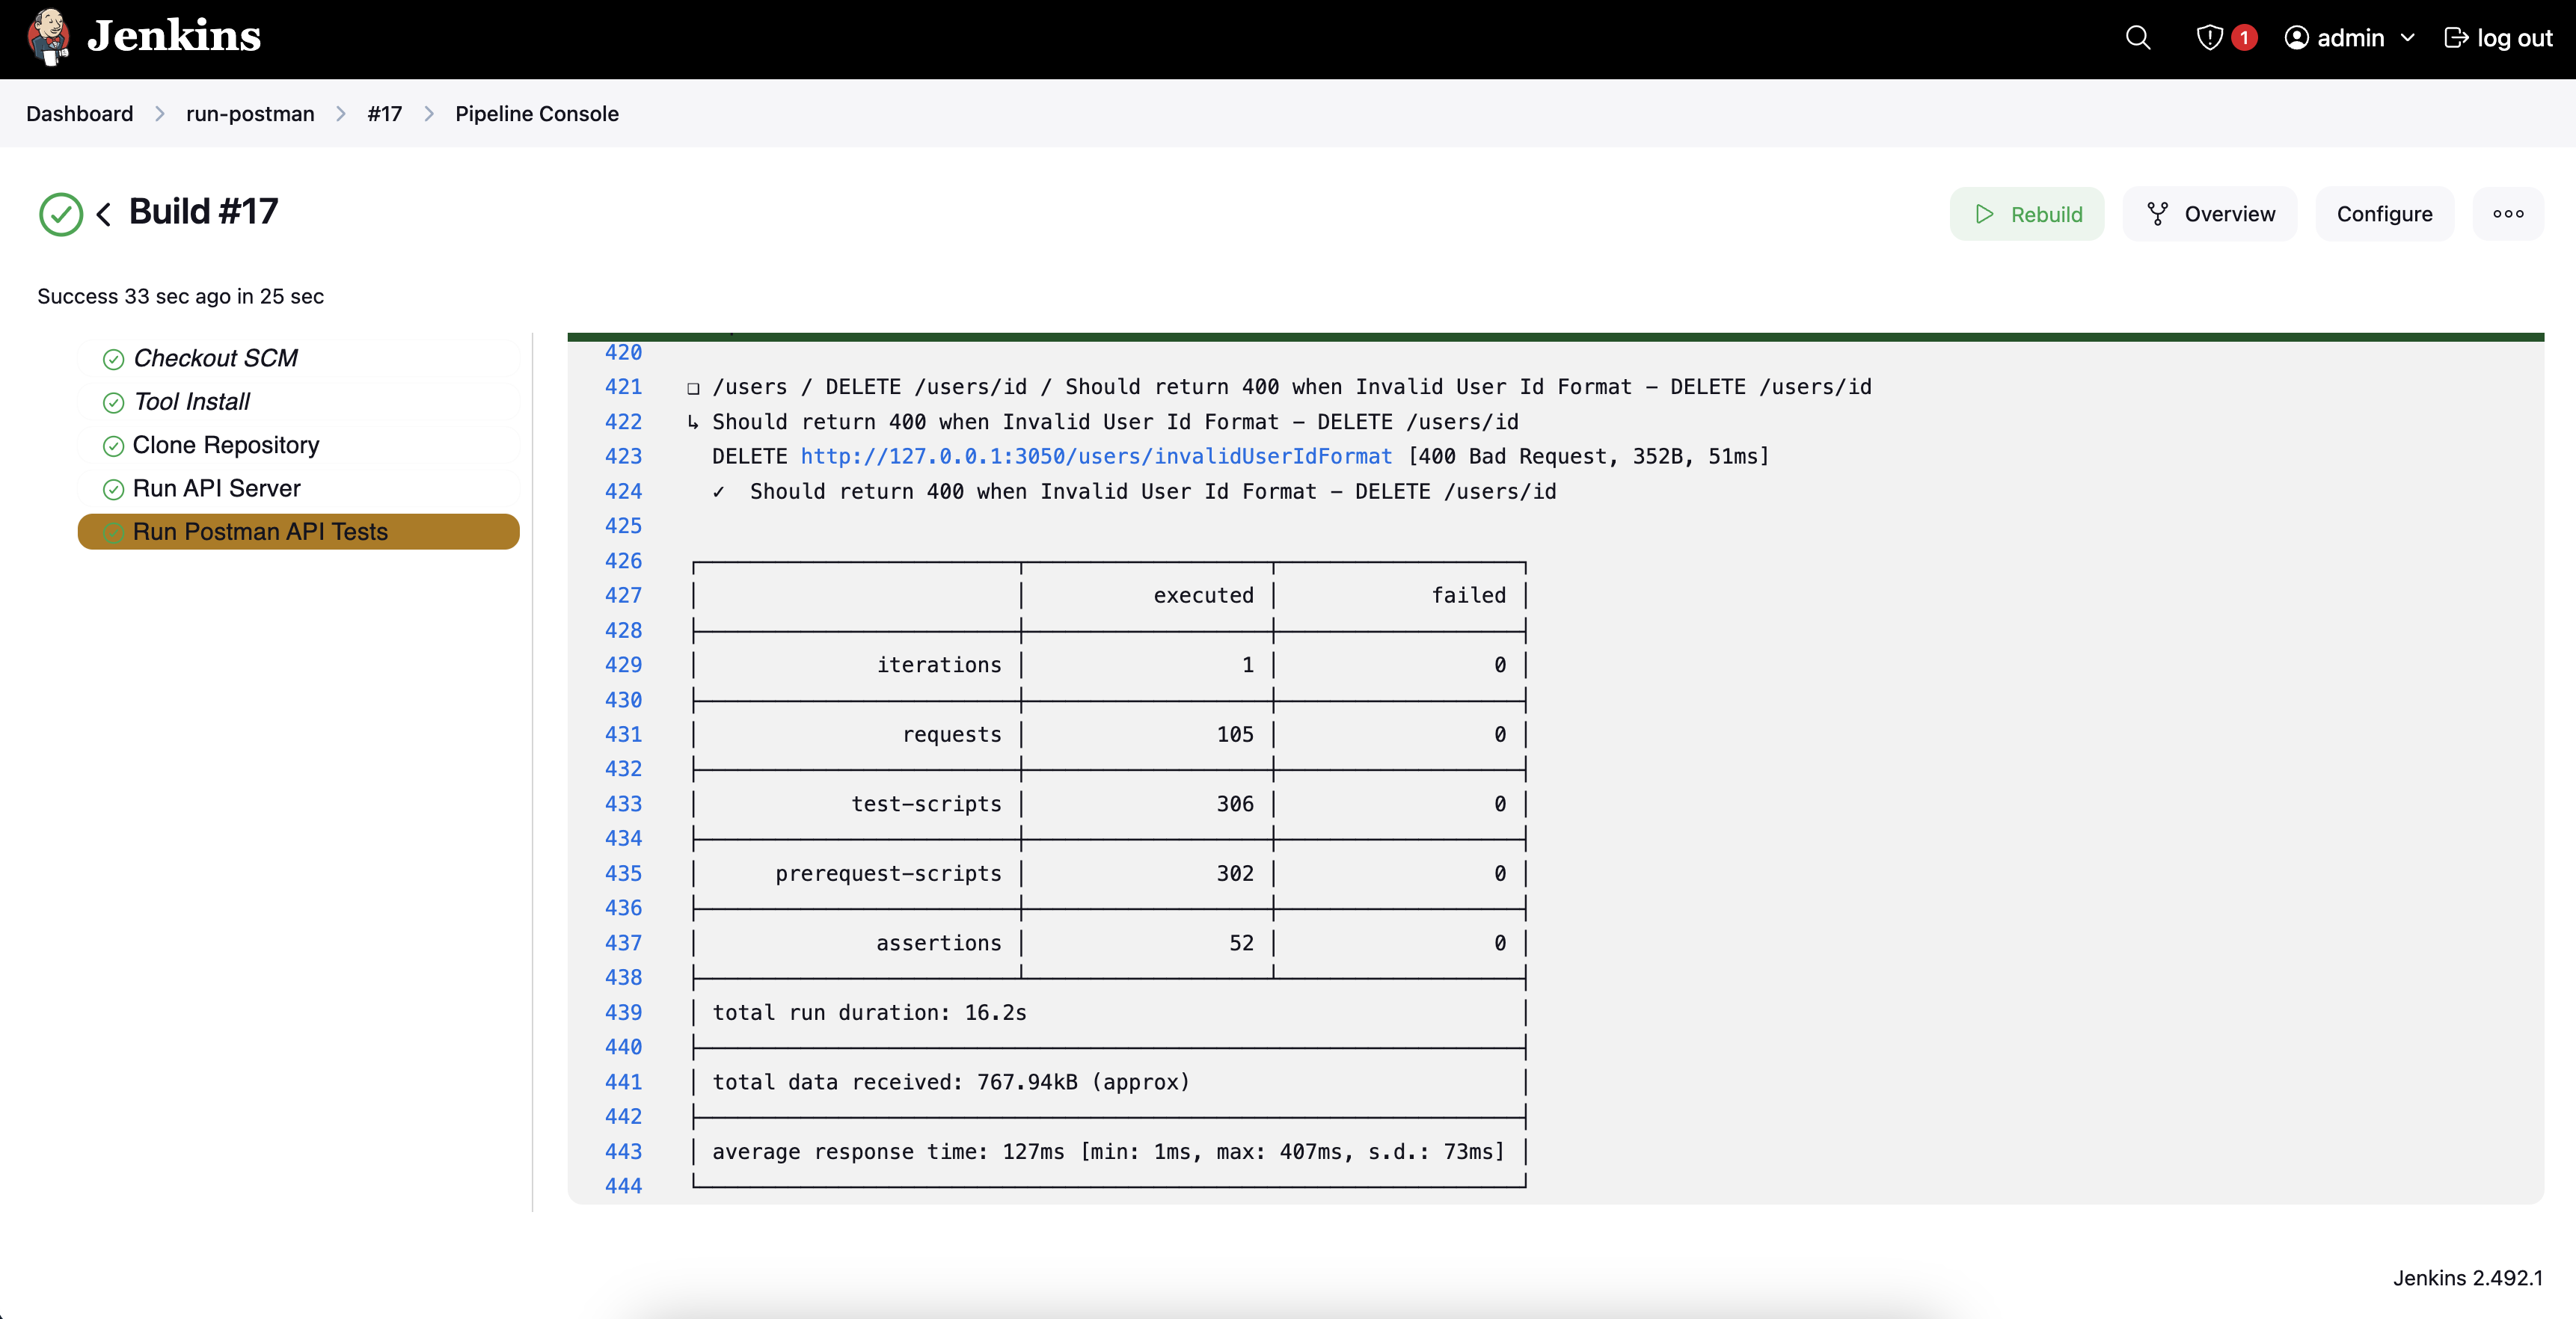 Jenkins
1
admin
log out
Dashboard > run-postman > #17 > Pipeline Console
Build #17
Rebuild
Overview
Configure
Success 33 sec ago in 25 sec
Checkout SCM
Tool Install
Clone Repository
Run API Server
Run Postman API Tests
420
421 ❏ /users / DELETE /users/id / Should return 400 when Invalid User Id Format - DELETE /users/id
422 ↳ Should return 400 when Invalid User Id Format - DELETE /users/id
423 DELETE http://127.0.0.1:3050/users/invalidUserIdFormat [400 Bad Request, 352B, 51ms]
424 ✓ Should return 400 when Invalid User Id Format - DELETE /users/id
425
426
427 executed failed
428
429 iterations 1 0
430
431 requests 105 0
432
433 test-scripts 306 0
434
435 prerequest-scripts 302 0
436
437 assertions 52 0
438
439 total run duration: 16.2s
440
441 total data received: 767.94kB (approx)
442
443 average response time: 127ms [min: 1ms, max: 407ms, s.d.: 73ms]
444
Jenkins 2.492.1